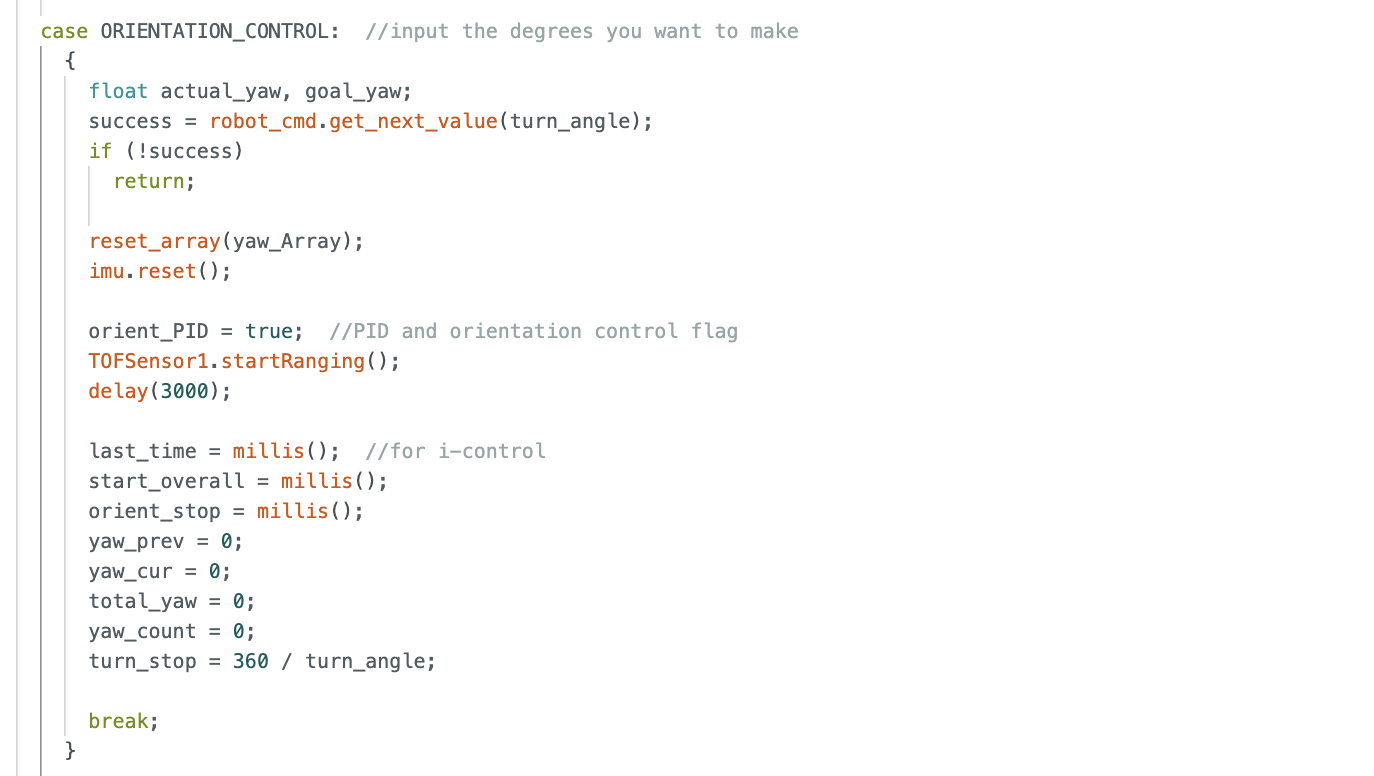 case ORIENTATION_CONTROL:  //input the degrees you want to make
  {
    float actual_yaw, goal_yaw;
    success = robot_cmd.get_next_value(turn_angle);
    if (!success)
      return;

    reset_array(yaw_Array);
    imu.reset();

    orient_PID = true;  //PID and orientation control flag
    TOFSensor1.startRanging();
    delay(3000);

    last_time = millis();  //for i-control
    start_overall = millis();
    orient_stop = millis();
    yaw_prev = 0;
    yaw_cur = 0;
    total_yaw = 0;
    yaw_count = 0;
    turn_stop = 360 / turn_angle;

    break;
  }